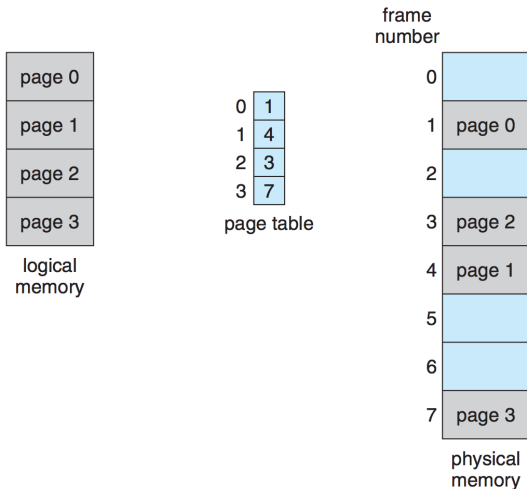 page 0
page 1
page 2
page 3
logical
memory
0 1
1 4
2 3
3 7
page table
frame
number
0
1 page 0
2
3 page 2
4 page 1
5
6
7 page 3
physical
memory